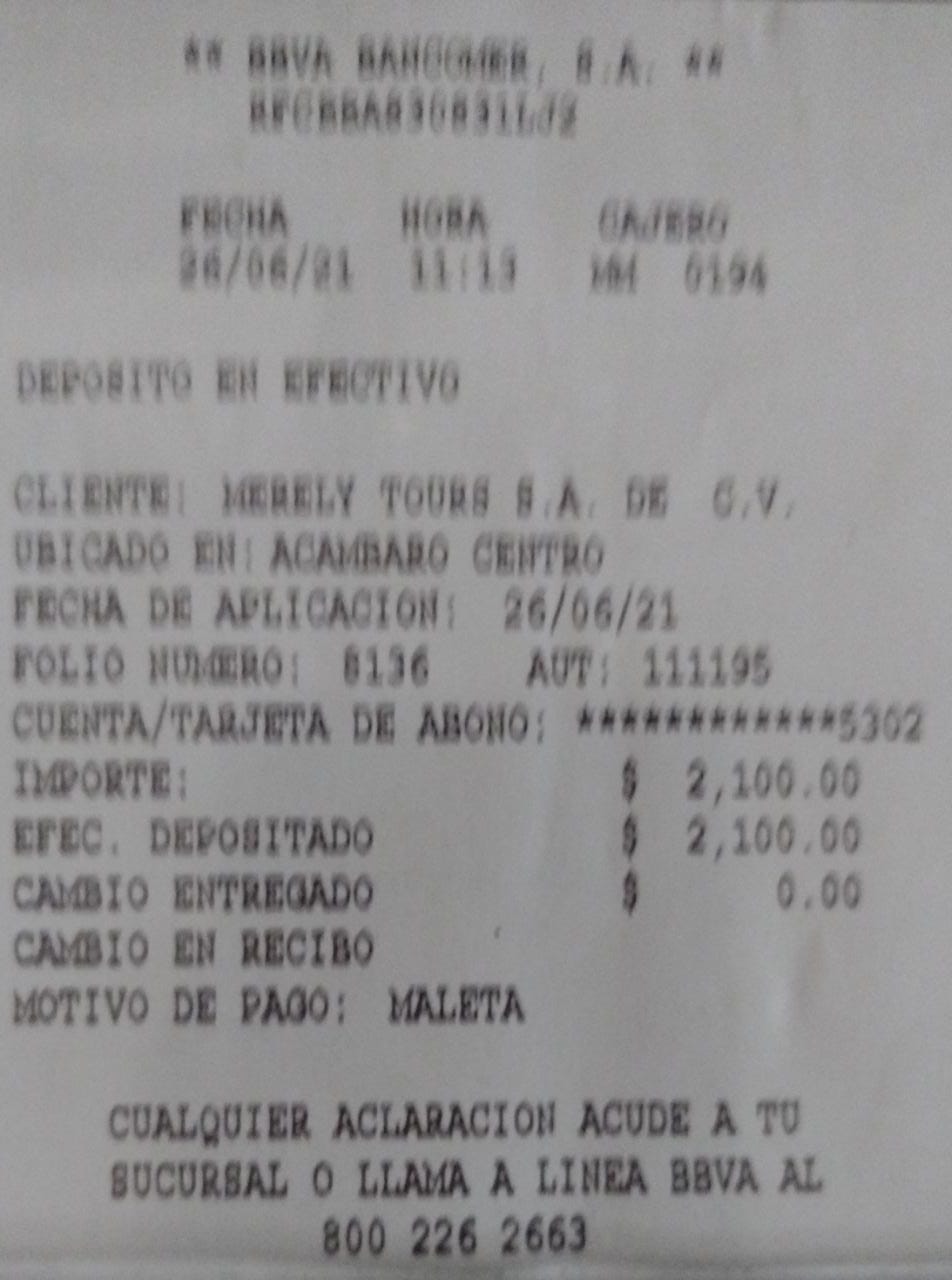 ** BBVA BANCOMER, S.A. **
RFCBBA830831LJ2
FECHA HORA CAJERO
26/06/21 11:13 MM 0194
DEPOSITO EN EFECTIVO
CLIENTE: MERELY TOURS S.A. DE C.V.
UBICADO EN: ACAMBARO CENTRO
FECHA DE APLICACION: 26/06/21
FOLIO NUMERO: 8136 AUT: 111195
CUENTA/TARJETA DE ABONO: ************5302
IMPORTE: $ 2,100.00
EFEC. DEPOSITADO $ 2,100.00
CAMBIO ENTREGADO $ 0.00
CAMBIO EN RECIBO
MOTIVO DE PAGO: MALETA
CUALQUIER ACLARACION ACUDE A TU
SUCURSAL O LLAMA A LINEA BBVA AL
800 226 2663